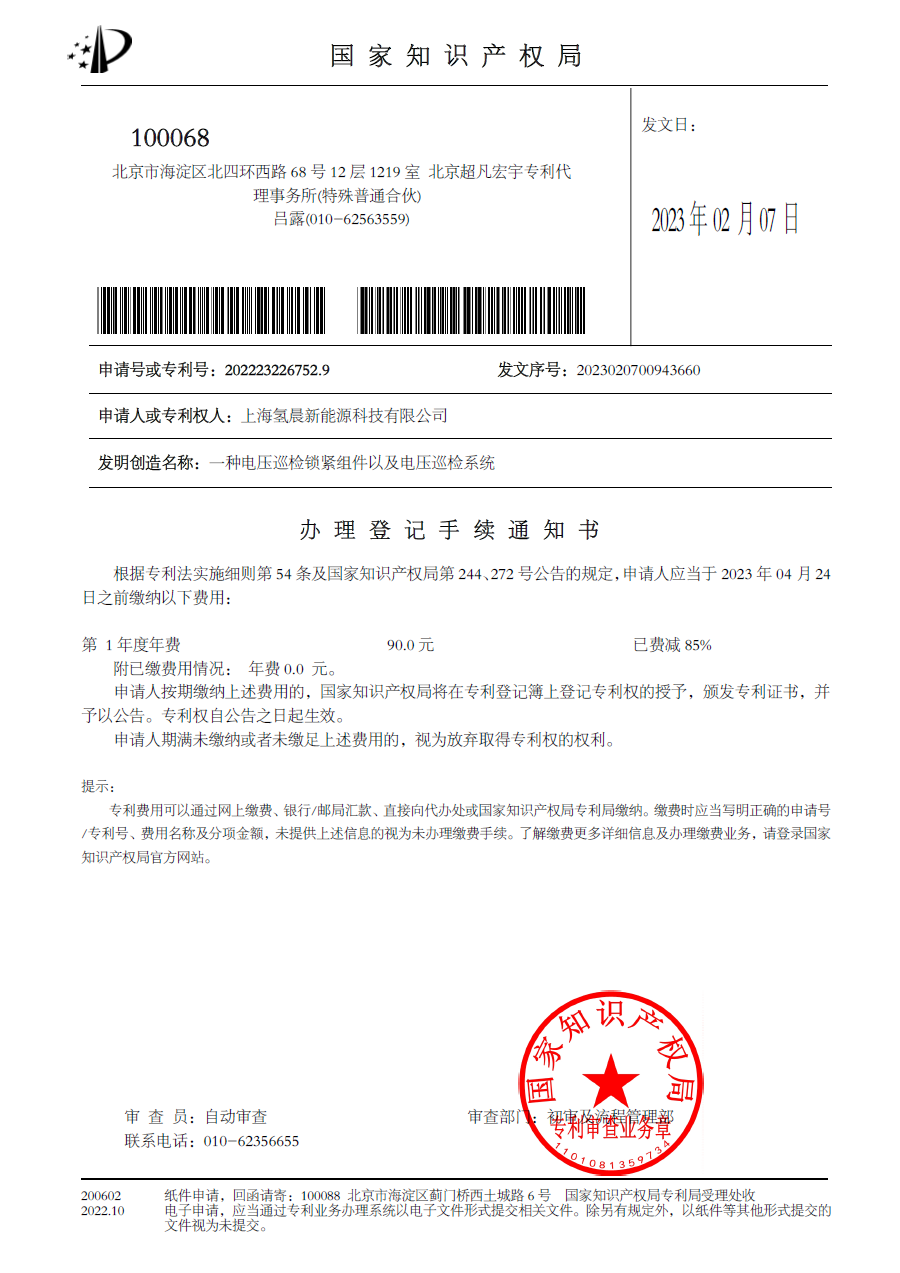 国家知识产权局
100068
北京市海淀区北四环西路 68 号 12 层 1219 室 北京超凡宏宇专利代
理事务所(特殊普通合伙)
吕露(010-62563559)
发文日：
2023 年 02 月 07 日
申请号或专利号：202223226752.9 发文序号：2023020700943660
申请人或专利权人：上海氢晨新能源科技有限公司
发明创造名称：一种电压巡检锁紧组件以及电压巡检系统
办理登记手续通知书
根据专利法实施细则第 54 条及国家知识产权局第 244、272 号公告的规定，申请人应当于 2023 年 04 月 24
日之前缴纳以下费用：
第 1 年度年费 90.0 元 已费减 85%
附已缴费用情况： 年费 0.0 元。
申请人按期缴纳上述费用的，国家知识产权局将在专利登记簿上登记专利权的授予，颁发专利证书，并
予以公告。专利权自公告之日起生效。
申请人期满未缴纳或者未缴足上述费用的，视为放弃取得专利权的权利。
提示：
专利费用可以通过网上缴费、银行/邮局汇款、直接向代办处或国家知识产权局专利局缴纳。缴费时应当写明正确的申请号
/专利号、费用名称及分项金额，未提供上述信息的视为未办理缴费手续。了解缴费更多详细信息及办理缴费业务，请登录国家
知识产权局官方网站。
国家知识产权局
审 查 员：自动审查 审查部门：初审及流程管理部
专利审查业务章
联系电话：010-62356655
1101081359734
200602 纸件申请，回函请寄：100088 北京市海淀区蓟门桥西土城路 6 号 国家知识产权局专利局受理处收
2022.10 电子申请，应当通过专利业务办理系统以电子文件形式提交相关文件。除另有规定外，以纸件等其他形式提交的
文件视为未提交。